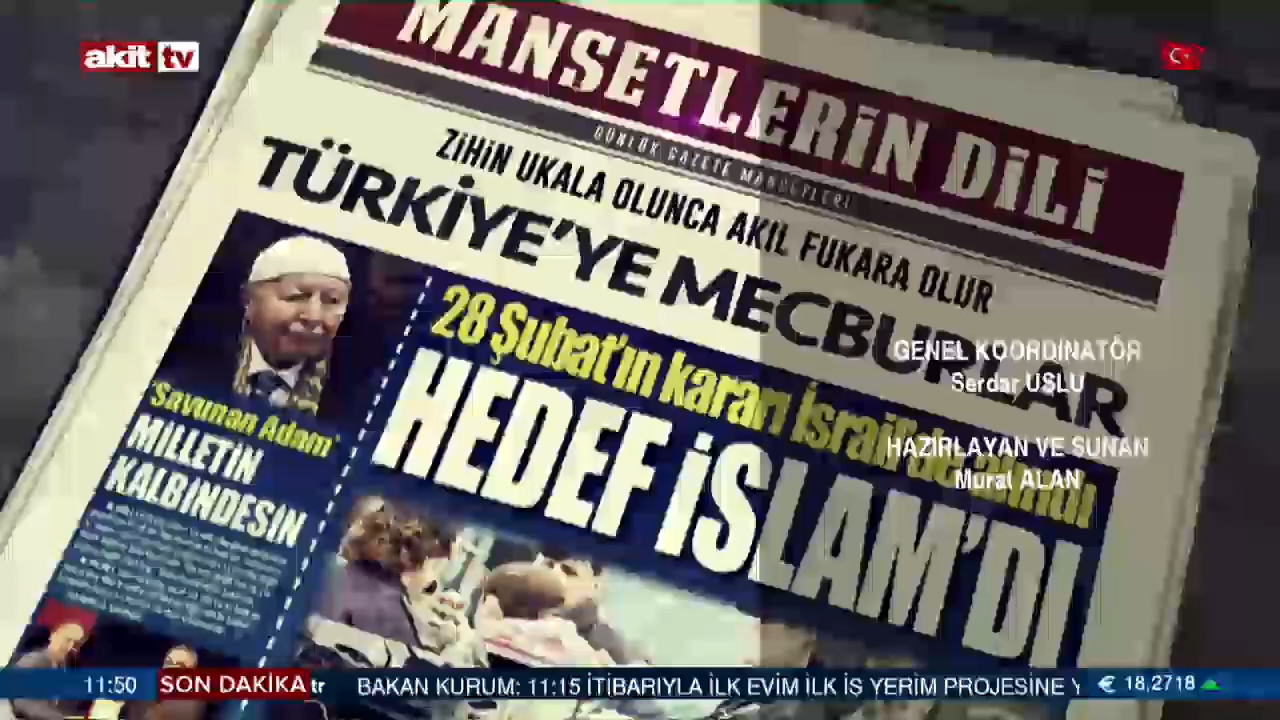 akit tv
MANŞETLERİN DİLİ
GÜNLÜK GAZETE MANŞETLERİ
ZİHİN UKALA OLUNCA AKIL FUKARA OLUR
TÜRKİYE'YE MECBURLAR
28 Şubat'ın kararı İsrail'de alındı
HEDEF İSLAM'DI
'Savunan Adam'
MİLLETİN
KALBİNDESİN
GENEL KOORDİNATÖR
Serdar USLU
HAZIRLAYAN VE SUNAN
Murat ALAN
11:50 SON DAKİKA tr BAKAN KURUM: 11:15 İTİBARIYLA İLK EVİM İLK İŞ YERİM PROJESİNE Y € 18,2718